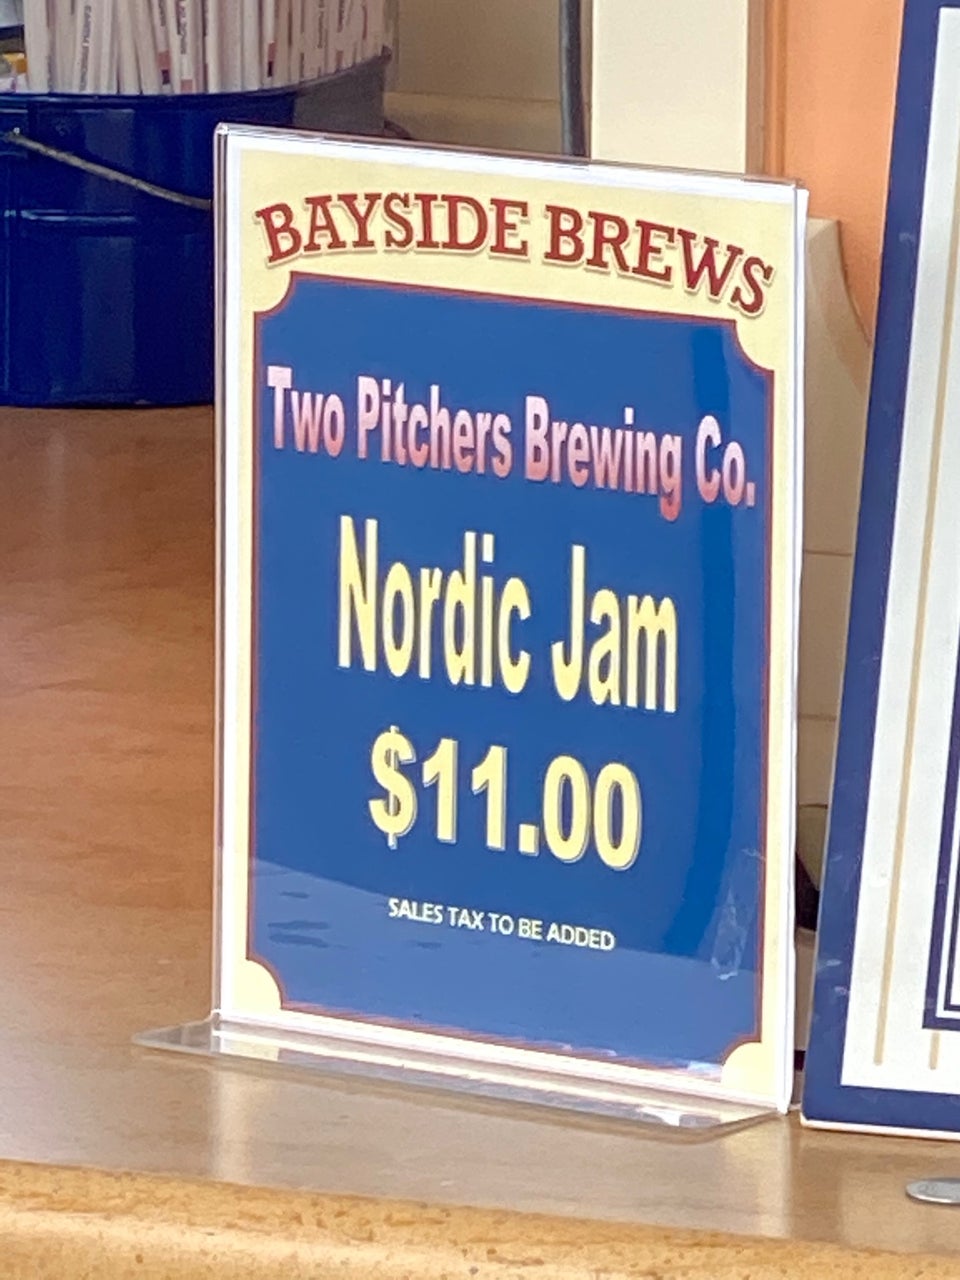 BAYSIDE BREWS
Two Pitchers Brewing Co.
Nordic Jam
$11.00
SALES TAX TO BE ADDED